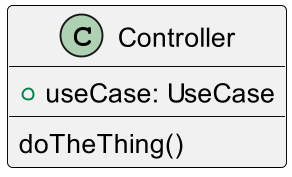 C Controller
useCase: UseCase
doTheThing()